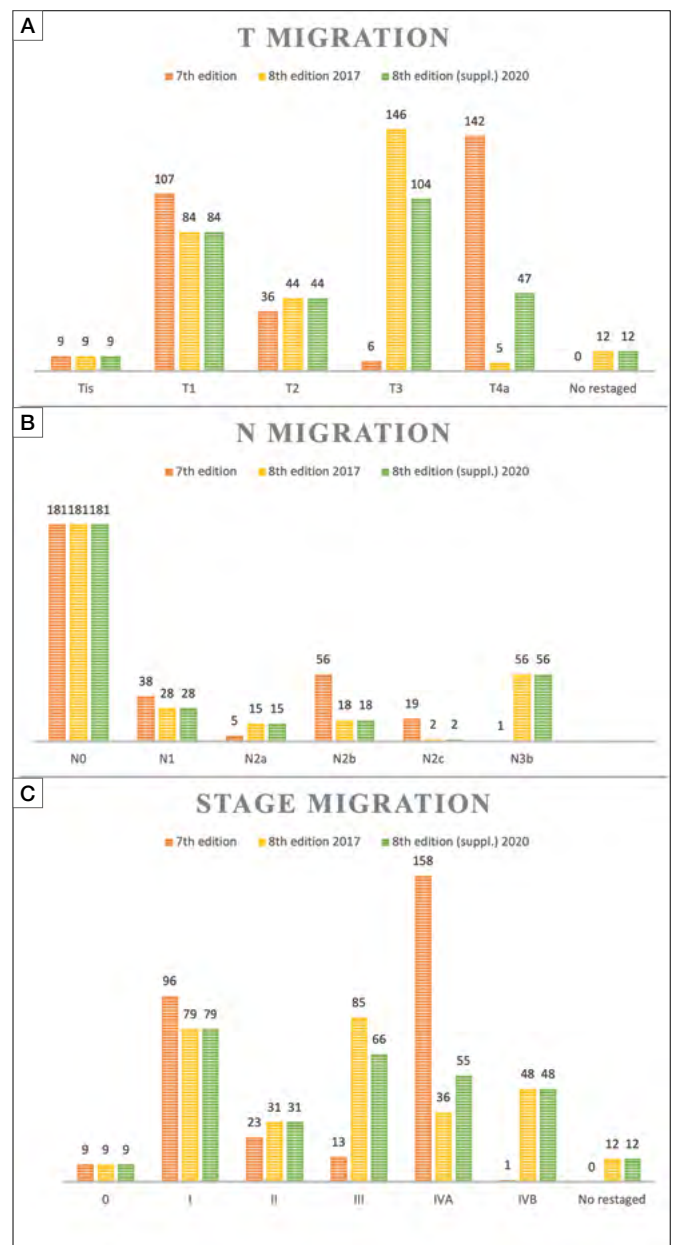 A
T MIGRATION
7th edition 8th edition 2017 8th edition (suppl.) 2020
107 84 84
9 9 9
36 44 44
6 146 104
142 5 47
0 12 12
Tis T1 T2 T3 T4a No restaged
B
N MIGRATION
7th edition 8th edition 2017 8th edition (suppl.) 2020
181 181 181
38 28 28
5 15 15
56 18 18
19 2 2
1 56 56
N0 N1 N2a N2b N2c N3b
C
STAGE MIGRATION
7th edition 8th edition 2017 8th edition (suppl.) 2020
9 9 9
96 79 79
23 31 31
13 85 66
158 36 55
1 48 48
0 12 12
0 I II III IVA IVB No restaged